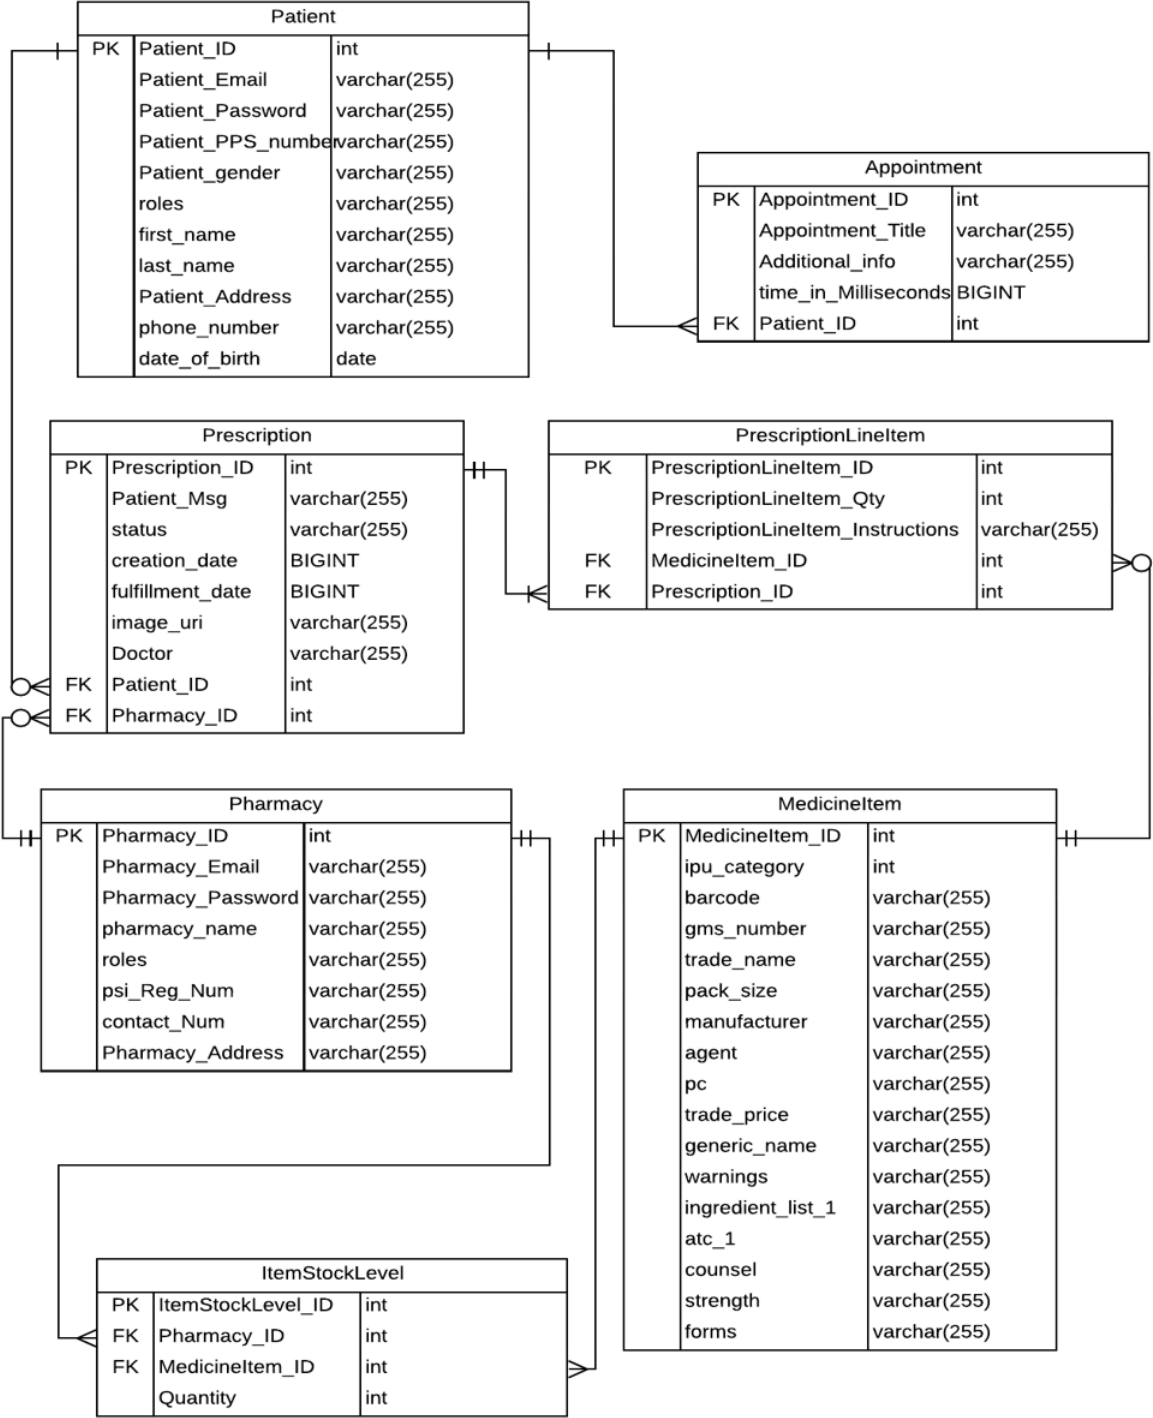 Patient
PK Patient_ID int
Patient_Email varchar(255)
Patient_Password varchar(255)
Patient_PPS_number varchar(255)
Patient_gender varchar(255)
roles varchar(255)
first_name varchar(255)
last_name varchar(255)
Patient_Address varchar(255)
phone_number varchar(255)
date_of_birth date
Appointment
PK Appointment_ID int
Appointment_Title varchar(255)
Additional_info varchar(255)
time_in_Milliseconds BIGINT
FK Patient_ID int
Prescription
PK Prescription_ID int
Patient_Msg varchar(255)
status varchar(255)
creation_date BIGINT
fulfillment_date BIGINT
image_uri varchar(255)
Doctor varchar(255)
FK Patient_ID int
FK Pharmacy_ID int
PrescriptionLineItem
PK PrescriptionLineItem_ID int
PrescriptionLineItem_Qty int
PrescriptionLineItem_Instructions varchar(255)
FK MedicineItem_ID int
FK Prescription_ID int
Pharmacy
PK Pharmacy_ID int
Pharmacy_Email varchar(255)
Pharmacy_Password varchar(255)
pharmacy_name varchar(255)
roles varchar(255)
psi_Reg_Num varchar(255)
contact_Num varchar(255)
Pharmacy_Address varchar(255)
MedicineItem
PK MedicineItem_ID int
ipu_category int
barcode varchar(255)
gms_number varchar(255)
trade_name varchar(255)
pack_size varchar(255)
manufacturer varchar(255)
agent varchar(255)
pc varchar(255)
trade_price varchar(255)
generic_name varchar(255)
warnings varchar(255)
ingredient_list_1 varchar(255)
atc_1 varchar(255)
counsel varchar(255)
strength varchar(255)
forms varchar(255)
ItemStockLevel
PK ItemStockLevel_ID int
FK Pharmacy_ID int
FK MedicineItem_ID int
Quantity int